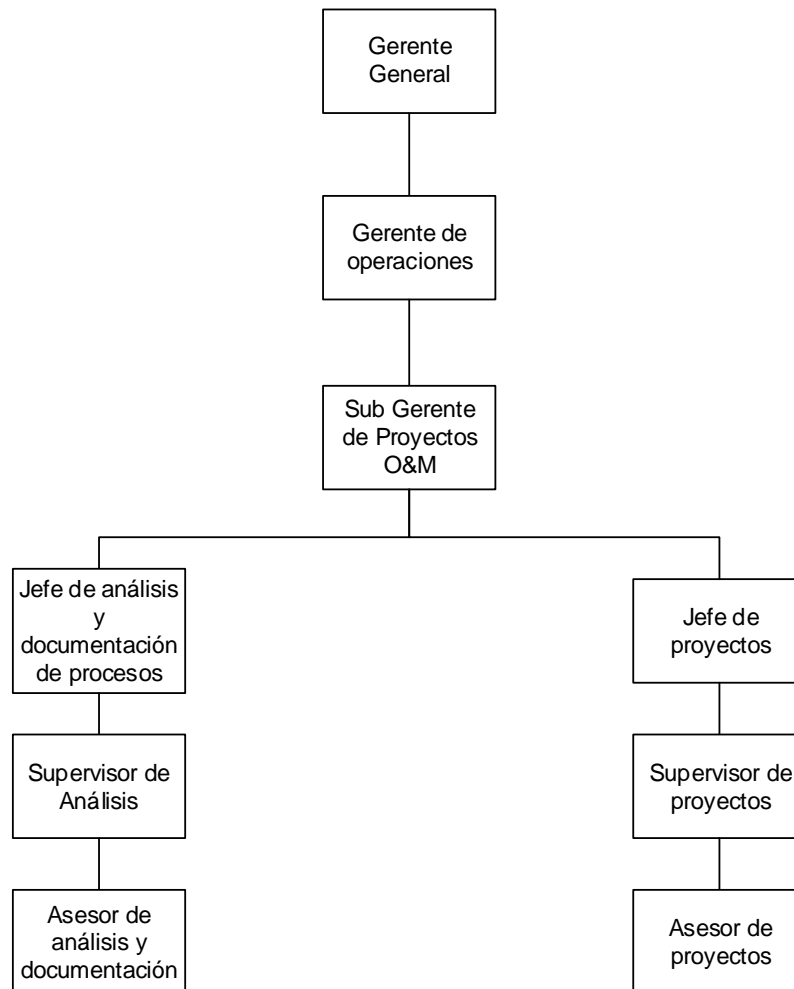 Gerente
General
Gerente de
operaciones
Sub Gerente
de Proyectos
O&M
Jefe de análisis
y
documentación
de procesos
Jefe de
proyectos
Supervisor de
Análisis
Supervisor de
proyectos
Asesor de
análisis y
documentación
Asesor de
proyectos